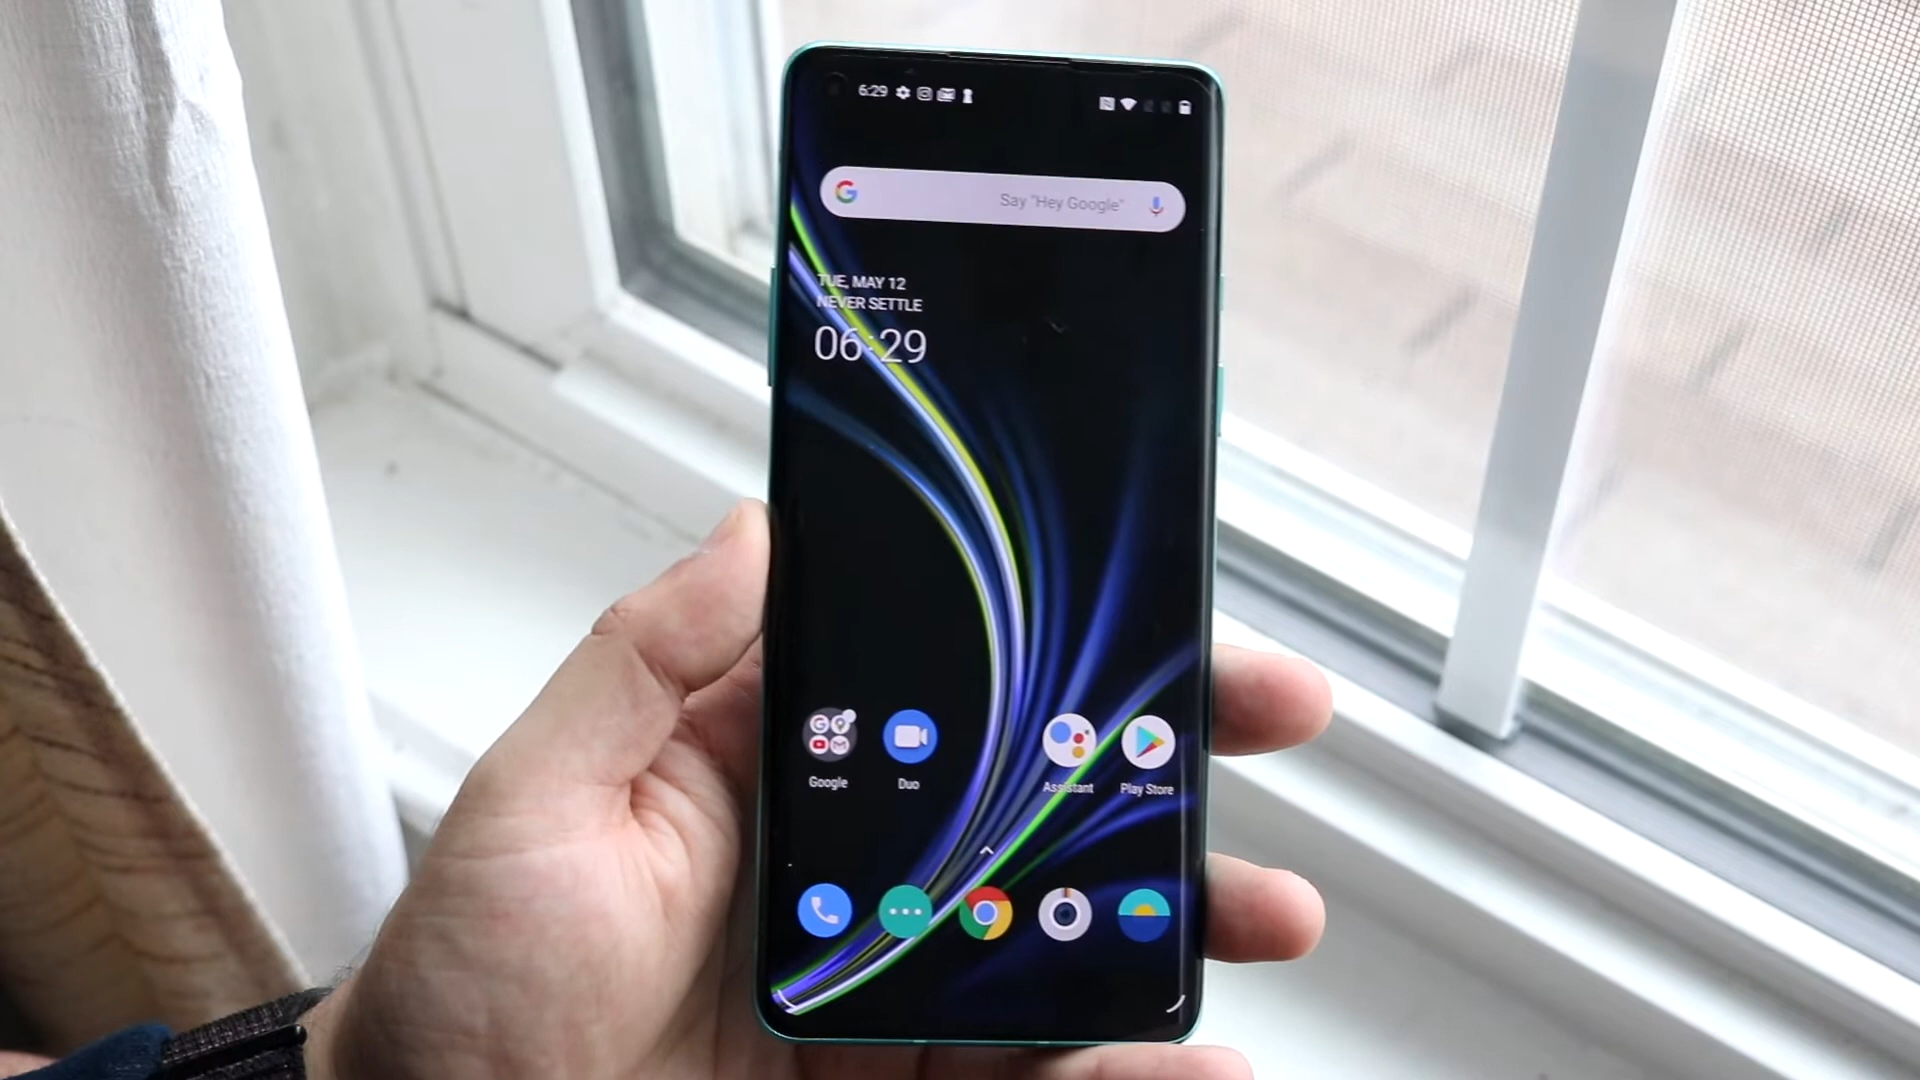 6:29
Say "Hey Google"
TUE, MAY 12
NEVER SETTLE
06:29
Google
Duo
Assistant
Play Store